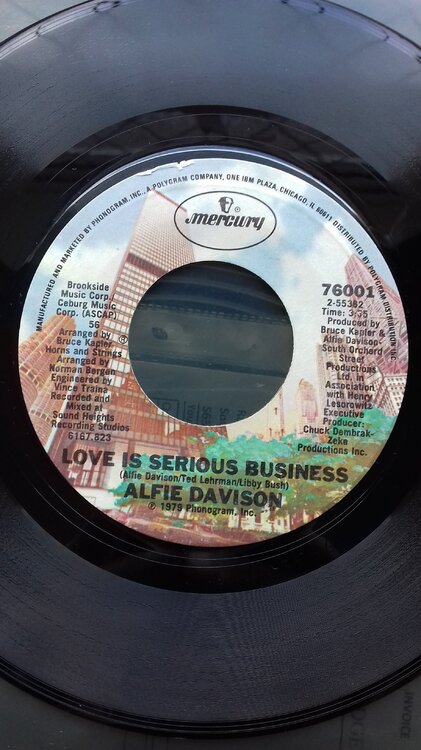 MANUFACTURED AND MARKETED BY PHONOGRAM, INC., A POLYGRAM COMPANY, ONE IBM PLAZA, CHICAGO, IL 60611 DISTRIBUTED BY POLYGRAM DISTRIBUTION, INC.
mercury
®
Brookside
Music Corp./
Ceburg Music
Corp. (ASCAP)
56
Arranged by
Bruce Kapler
Horns and Strings
Arranged by
Norman Bergen
Engineered by
Vince Traina
Recorded and
Mixed at
Sound Heights
Recording Studios
6167.823
℗
76001
2-55382
Time: 3:55
Produced by
Bruce Kapler &
Alfie Davison-
South Orchard
Street
Productions
Ltd. in
Association
with Henry
Lesorowitz
Executive
Producer:
Chuck Dembrak-
Zeke
Productions Inc.
LOVE IS SERIOUS BUSINESS
(Alfie Davison/Ted Lehrman/Libby Bush)
ALFIE DAVISON
℗ 1979 Phonogram, Inc.
INVOICE